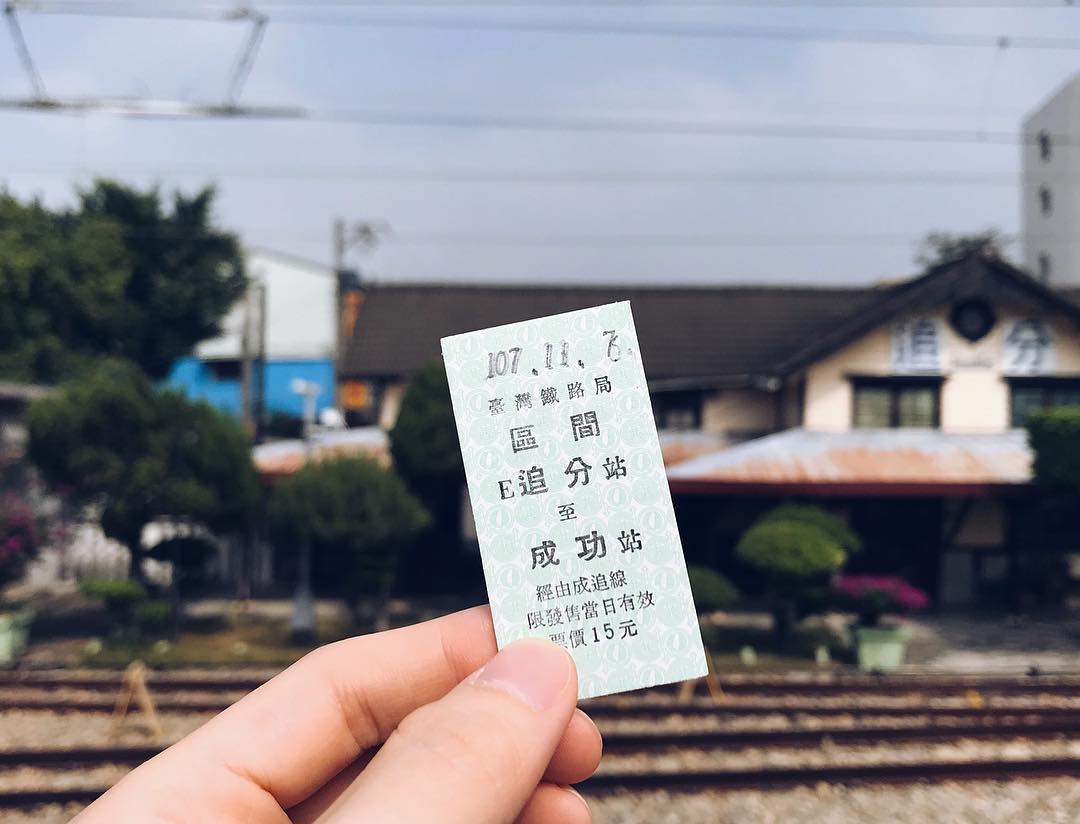 107.11.
臺灣鐵路局
區間
E追分站
至
成功站
經由成追線
限發售當日有效
票價15元
追分